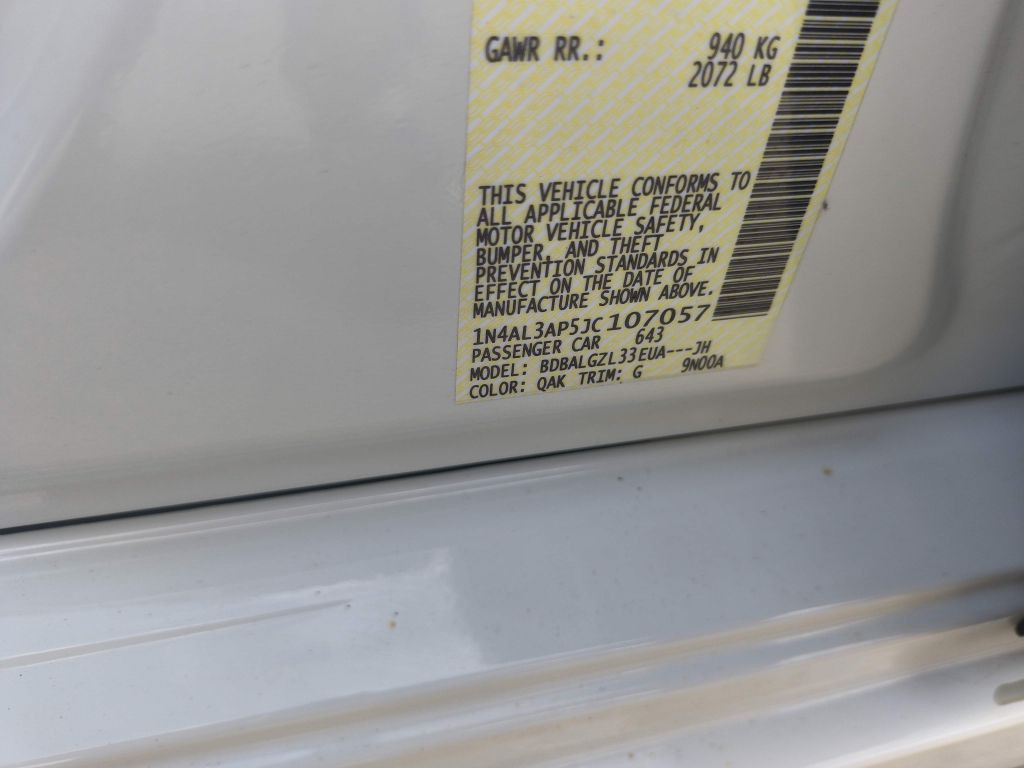 GAWR RR.: 940 KG
2072 LB
THIS VEHICLE CONFORMS TO
ALL APPLICABLE FEDERAL
MOTOR VEHICLE SAFETY,
BUMPER, AND THEFT
PREVENTION STANDARDS IN
EFFECT ON THE DATE OF
MANUFACTURE SHOWN ABOVE.
1N4AL3AP5JC107057
PASSENGER CAR 643
MODEL: BDBALGZL33EUA---JH
COLOR: QAK TRIM: G 9N00A